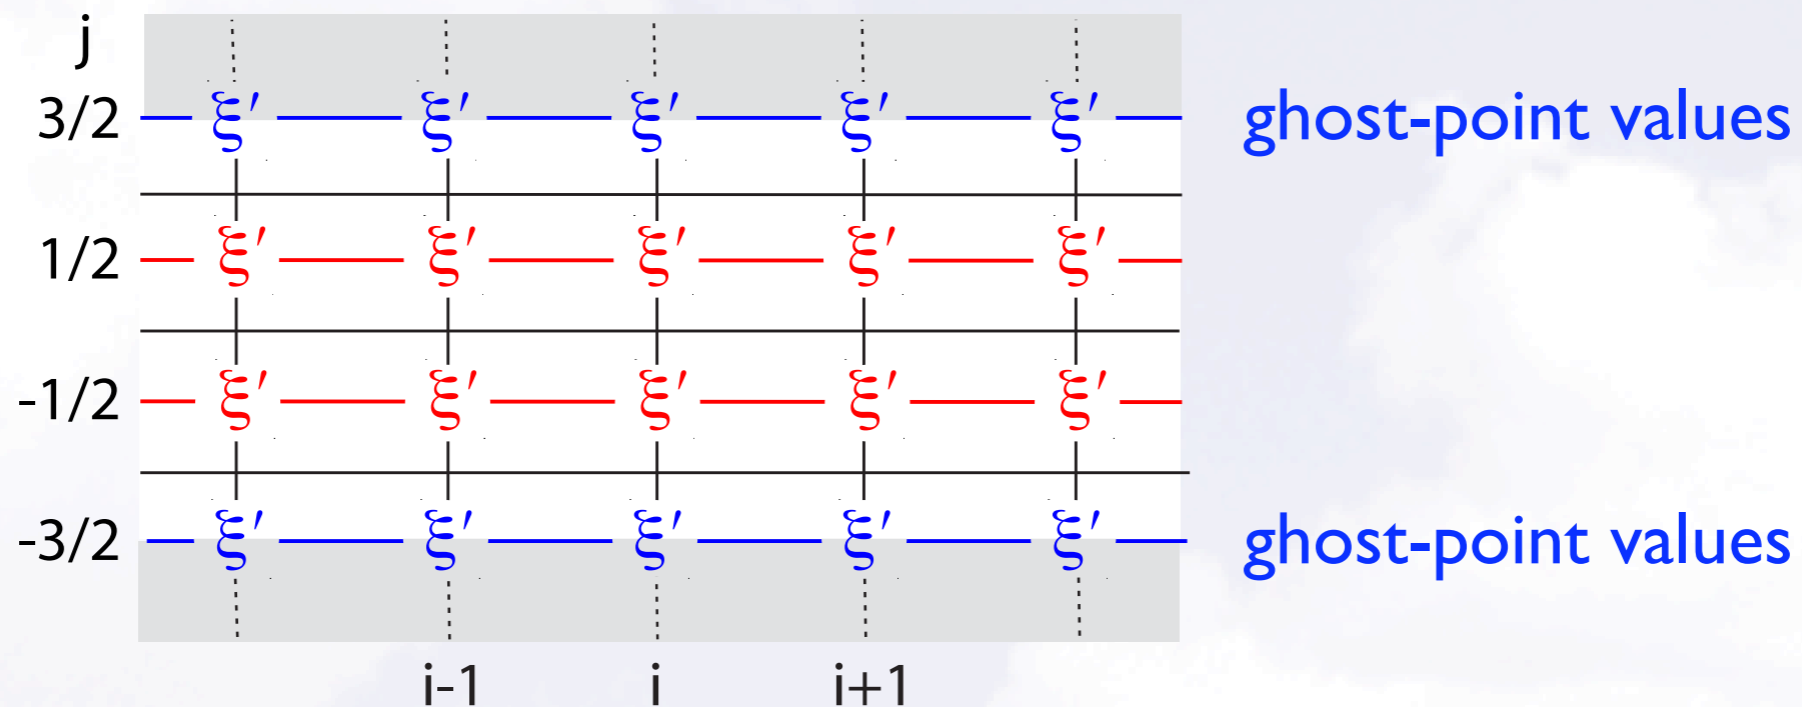 j
3/2 ξ′ ξ′ ξ′ ξ′ ξ′ ghost-point values
1/2 ξ′ ξ′ ξ′ ξ′ ξ′
-1/2 ξ′ ξ′ ξ′ ξ′ ξ′
-3/2 ξ′ ξ′ ξ′ ξ′ ξ′ ghost-point values
i-1 i i+1